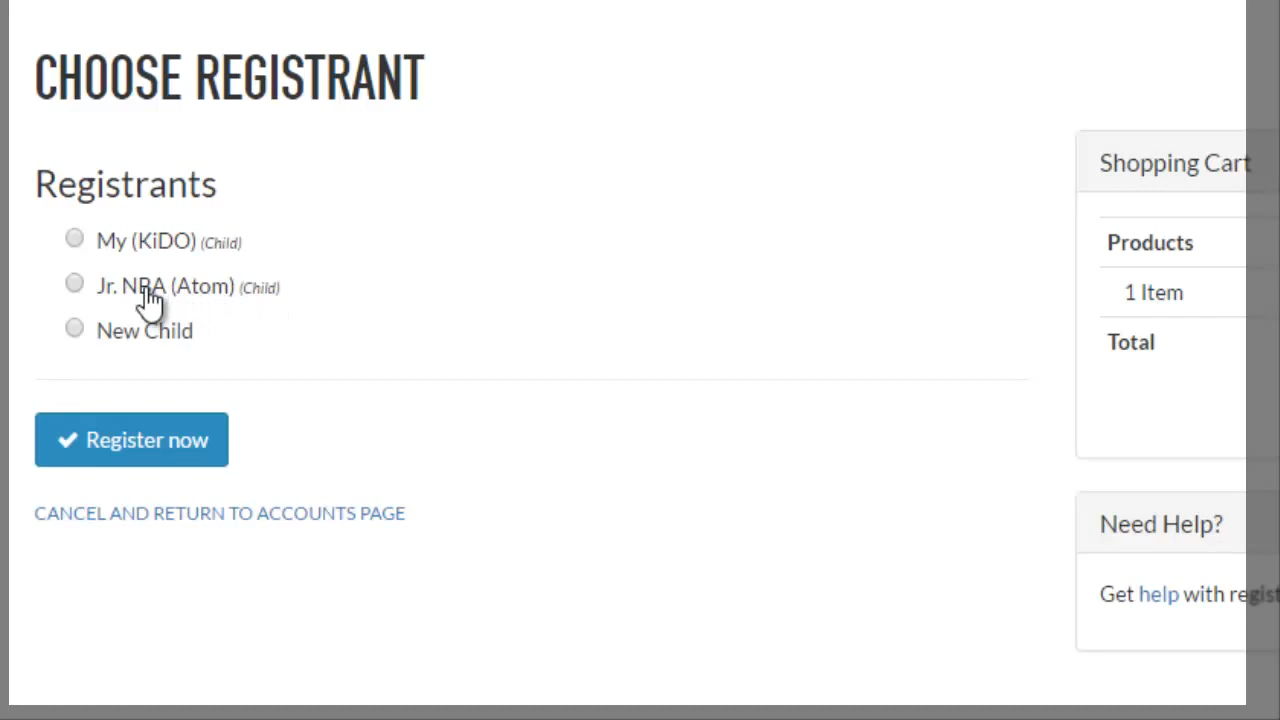 CHOOSE REGISTRANT
Registrants
My (KiDO) (Child)
Jr. NBA (Atom) (Child)
New Child
Register now
CANCEL AND RETURN TO ACCOUNTS PAGE
Shopping Cart
Products
1 Item
Total
Need Help?
Get help with regist